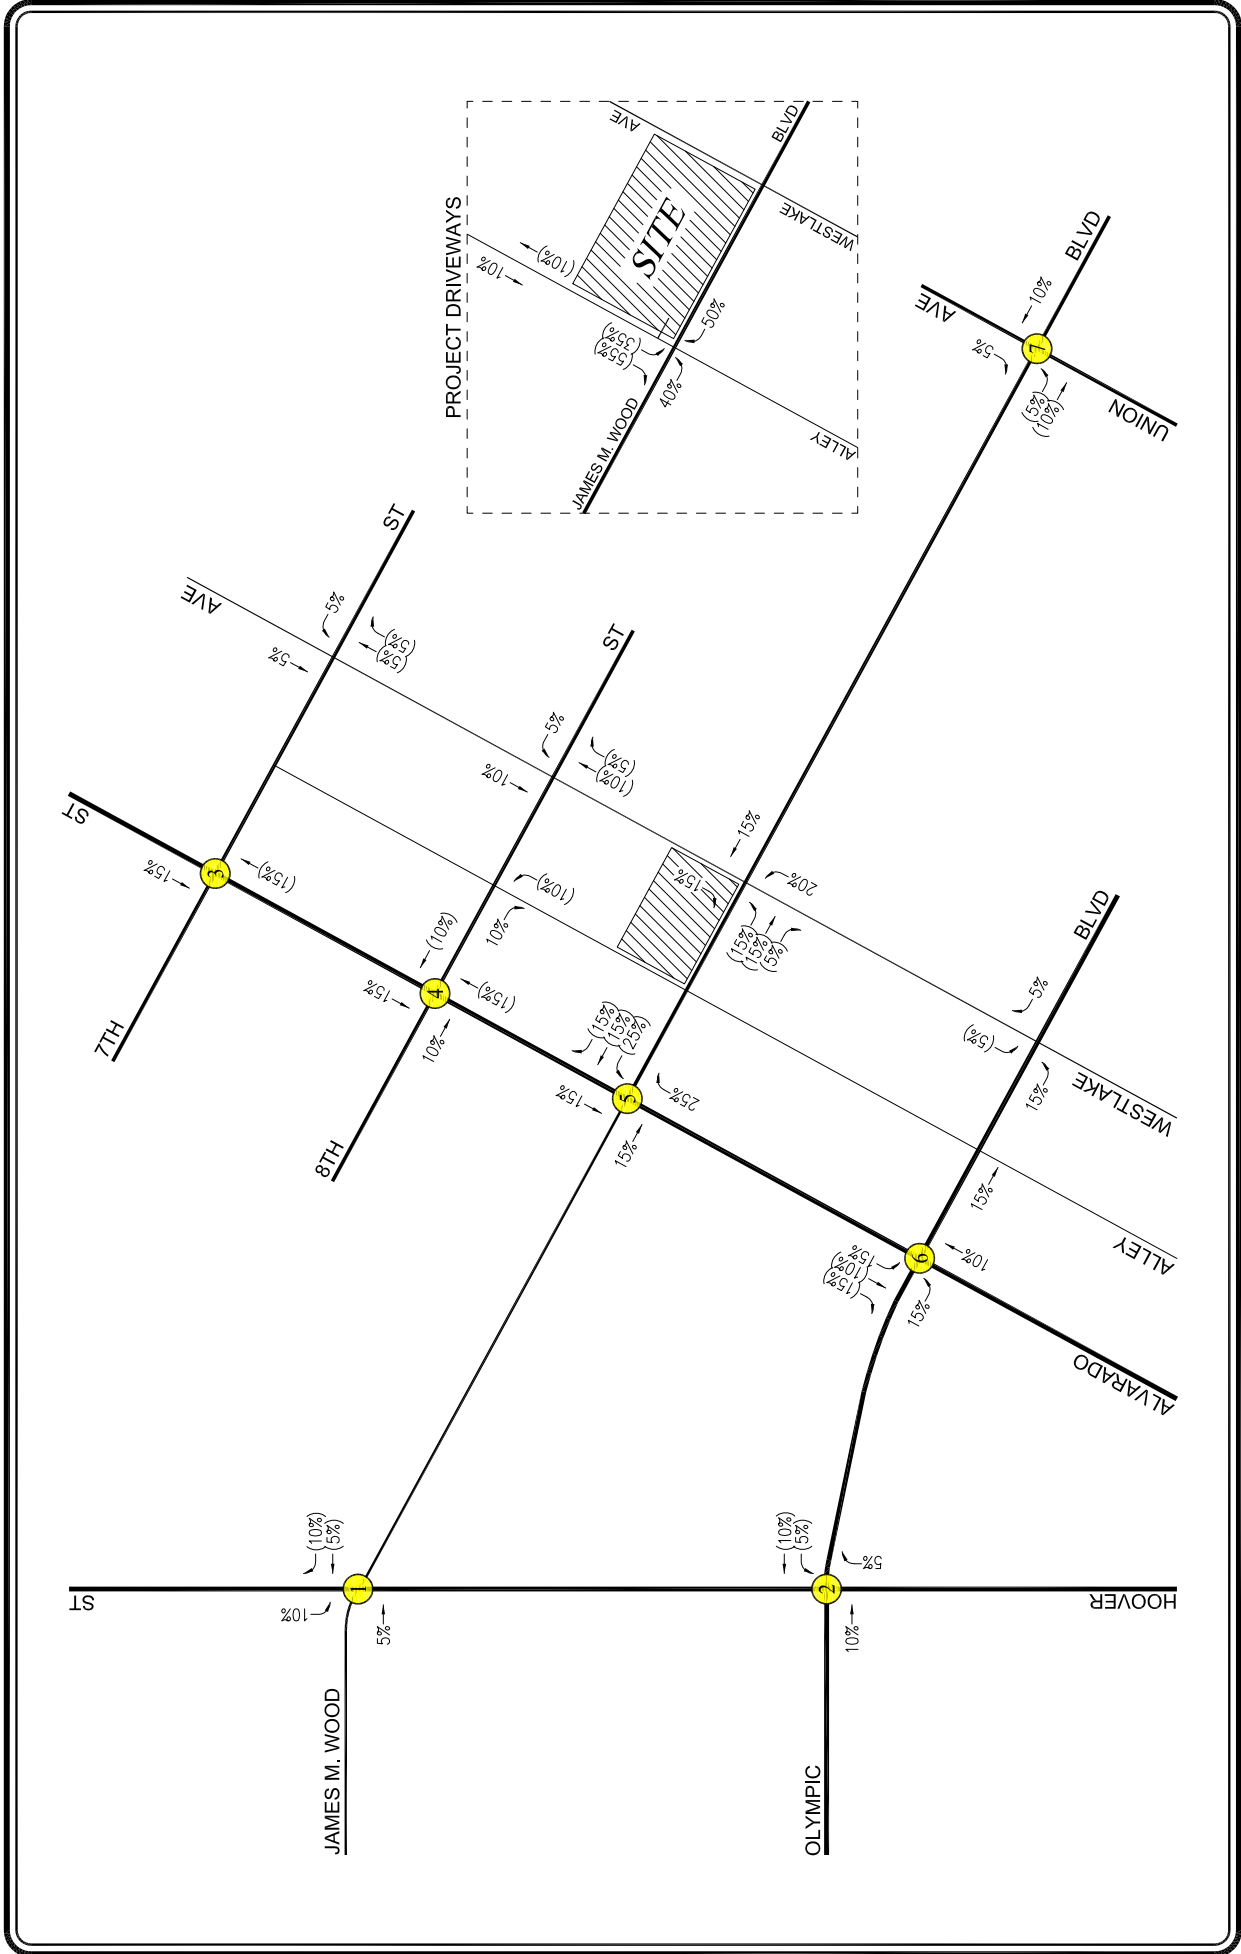 PROJECT DRIVEWAYS
AVE
BLVD
SITE
WESTLAKE
10%
(10%)
(35%)
(55%)
50%
40%
JAMES M. WOOD
ALLEY
AVE
BLVD
10%
5%
7
(5%)
(10%)
UNION
ST
AVE
5%
5%
(5%)
(5%)
ST
5%
10%
(5%)
(10%)
ST
15%
3
(15%)
7TH
(10%)
10%
(10%)
15%
4
(15%)
10%
8TH
15%
15%
20%
(15%)
(15%)
(5%)
(15%)
(15%)
(25%)
15%
5
25%
15%
BLVD
5%
(5%)
15%
WESTLAKE
15%
ALLEY
15%
(10%)
(15%)
6
10%
15%
ALVARADO
(10%)
(5%)
ST
10%
1
5%
JAMES M. WOOD
(10%)
(5%)
5%
2
10%
HOOVER
OLYMPIC